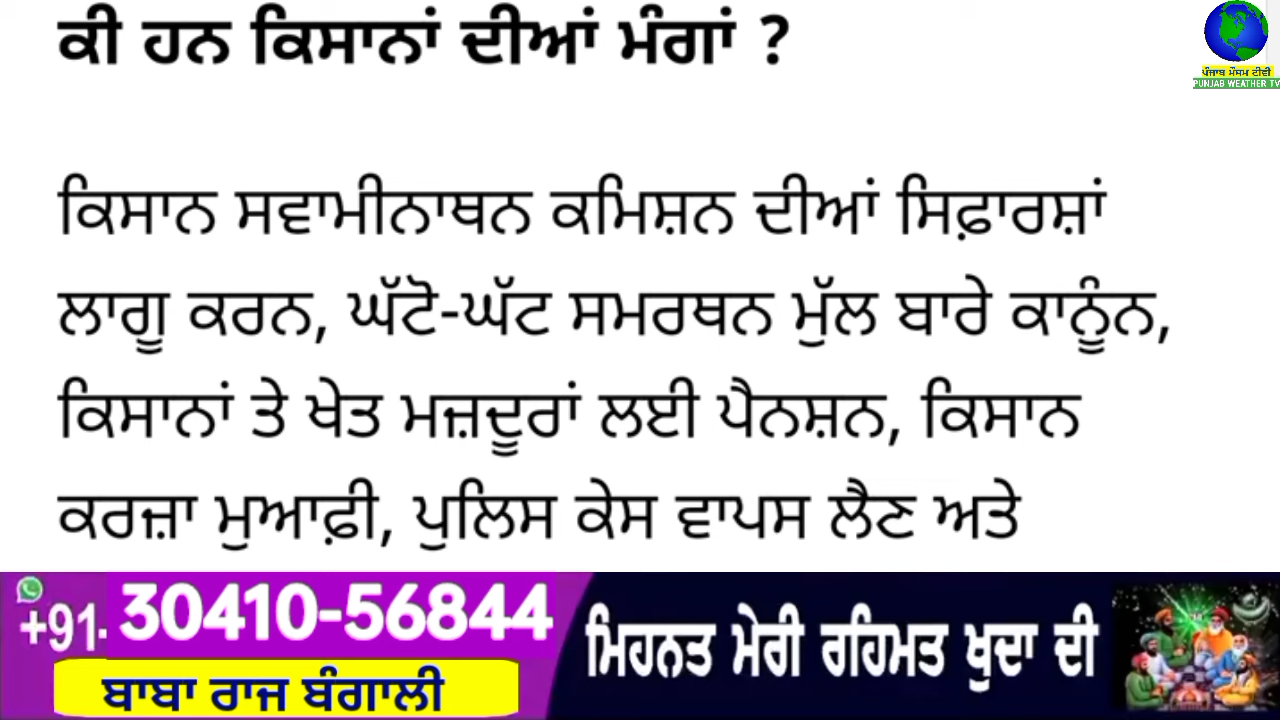 ਕੀ ਹਨ ਕਿਸਾਨਾਂ ਦੀਆਂ ਮੰਗਾਂ ?
ਪੰਜਾਬ ਮੌਸਮ ਟੀਵੀ
PUNJAB WEATHER TV
ਕਿਸਾਨ ਸਵਾਮੀਨਾਥਨ ਕਮਿਸ਼ਨ ਦੀਆਂ ਸਿਫ਼ਾਰਸ਼ਾਂ
ਲਾਗੂ ਕਰਨ, ਘੱਟੋ-ਘੱਟ ਸਮਰਥਨ ਮੁੱਲ ਬਾਰੇ ਕਾਨੂੰਨ,
ਕਿਸਾਨਾਂ ਤੇ ਖੇਤ ਮਜ਼ਦੂਰਾਂ ਲਈ ਪੈਨਸ਼ਨ, ਕਿਸਾਨ
ਕਰਜ਼ਾ ਮੁਆਫ਼ੀ, ਪੁਲਿਸ ਕੇਸ ਵਾਪਸ ਲੈਣ ਅਤੇ
+91- 30410-56844
ਬਾਬਾ ਰਾਜ ਬੰਗਾਲੀ
ਮਿਹਨਤ ਮੇਰੀ ਰਹਿਮਤ ਖੁਦਾ ਦੀ